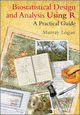 Biostatistical Design
and Analysis Using R
A Practical Guide
Murray Logan